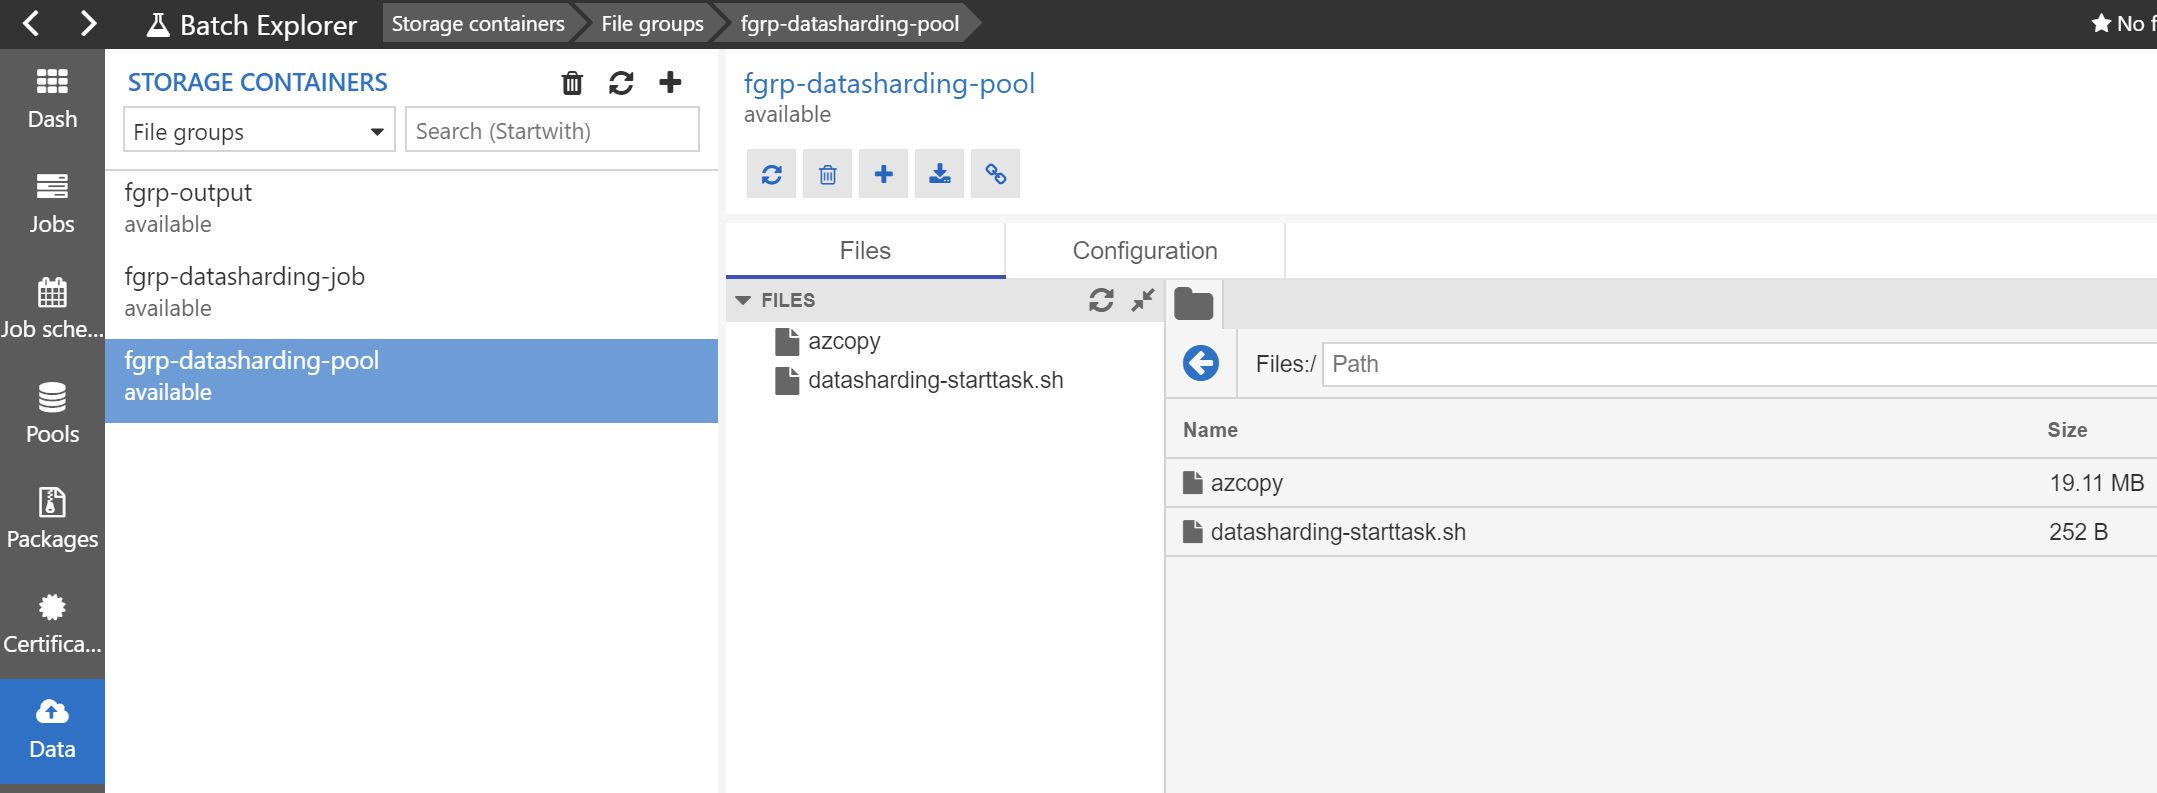 Batch Explorer
Storage containers
File groups
fgrp-datasharding-pool
No f
Dash
Jobs
Job sche...
Pools
Packages
Certifica...
Data
STORAGE CONTAINERS
File groups
Search (Startwith)
fgrp-output
available
fgrp-datasharding-job
available
fgrp-datasharding-pool
available
fgrp-datasharding-pool
available
Files
Configuration
FILES
azcopy
datasharding-starttask.sh
Files:/
Path
Name Size
azcopy 19.11 MB
datasharding-starttask.sh 252 B